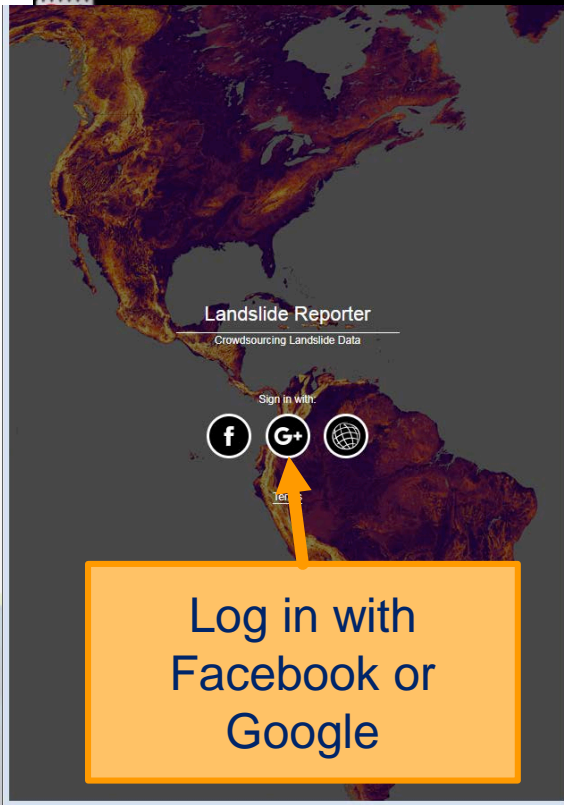 Landslide Reporter
Crowdsourcing Landslide Data
Sign in with:
f G+
Log in with
Facebook or
Google